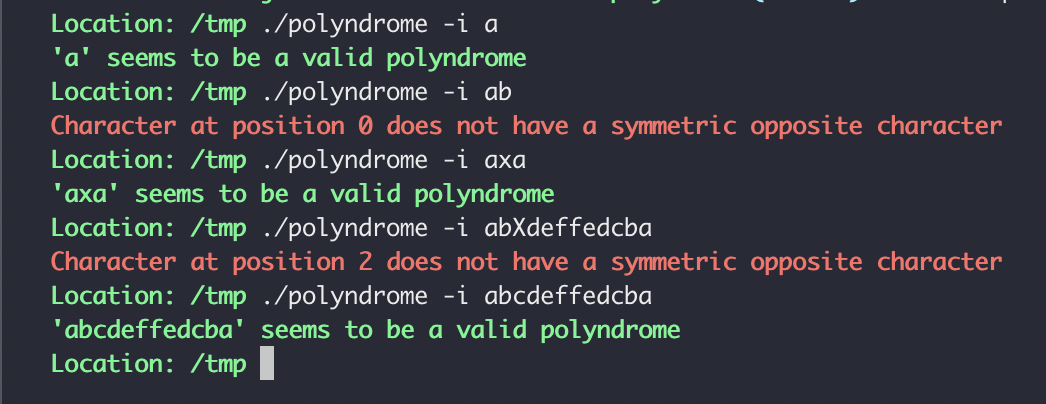 Location: /tmp ./polyndrome -i a
'a' seems to be a valid polyndrome
Location: /tmp ./polyndrome -i ab
Character at position 0 does not have a symmetric opposite character
Location: /tmp ./polyndrome -i axa
'axa' seems to be a valid polyndrome
Location: /tmp ./polyndrome -i abXdeffedcba
Character at position 2 does not have a symmetric opposite character
Location: /tmp ./polyndrome -i abcdeffedcba
'abcdeffedcba' seems to be a valid polyndrome
Location: /tmp